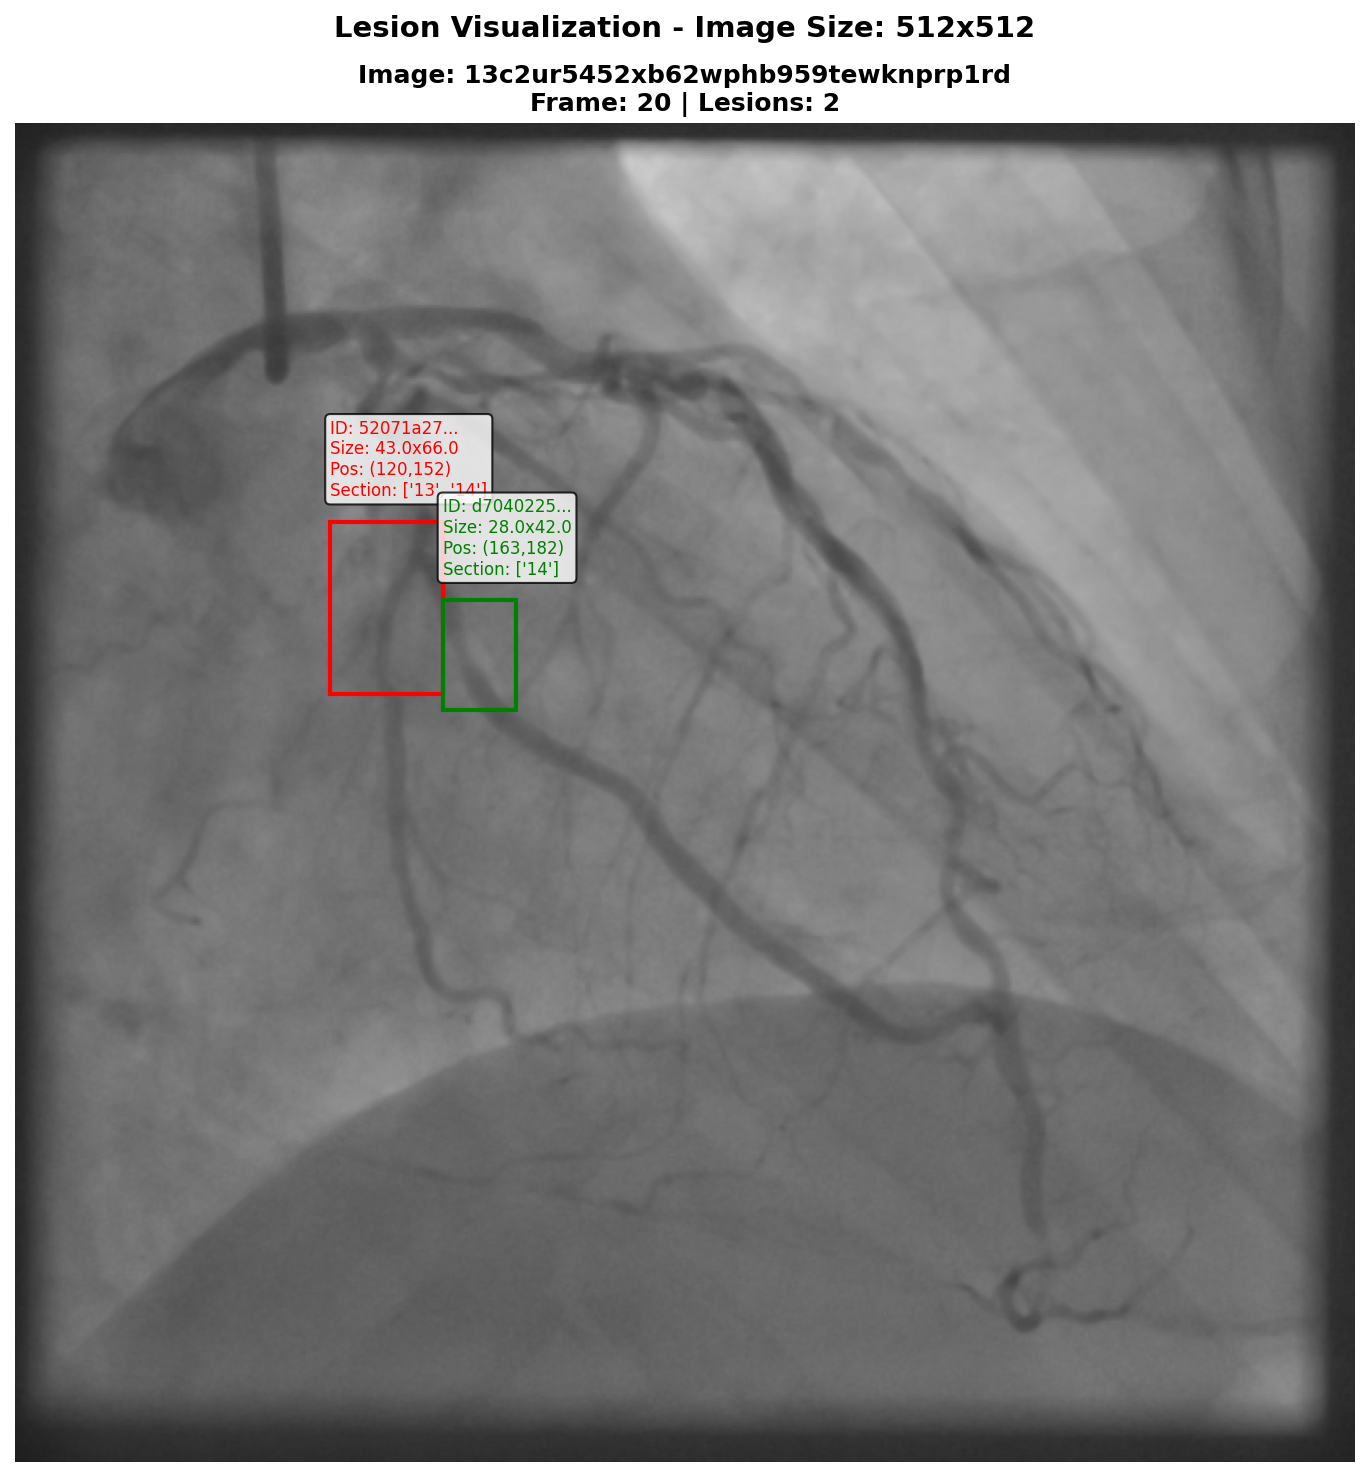 Lesion Visualization - Image Size: 512x512
Image: 13c2ur5452xb62wphb959tewknprp1rd
Frame: 20 | Lesions: 2
ID: 52071a27...
Size: 43.0x66.0
Pos: (120,152)
Section: ['13', '14']
ID: d7040225...
Size: 28.0x42.0
Pos: (163,182)
Section: ['14']